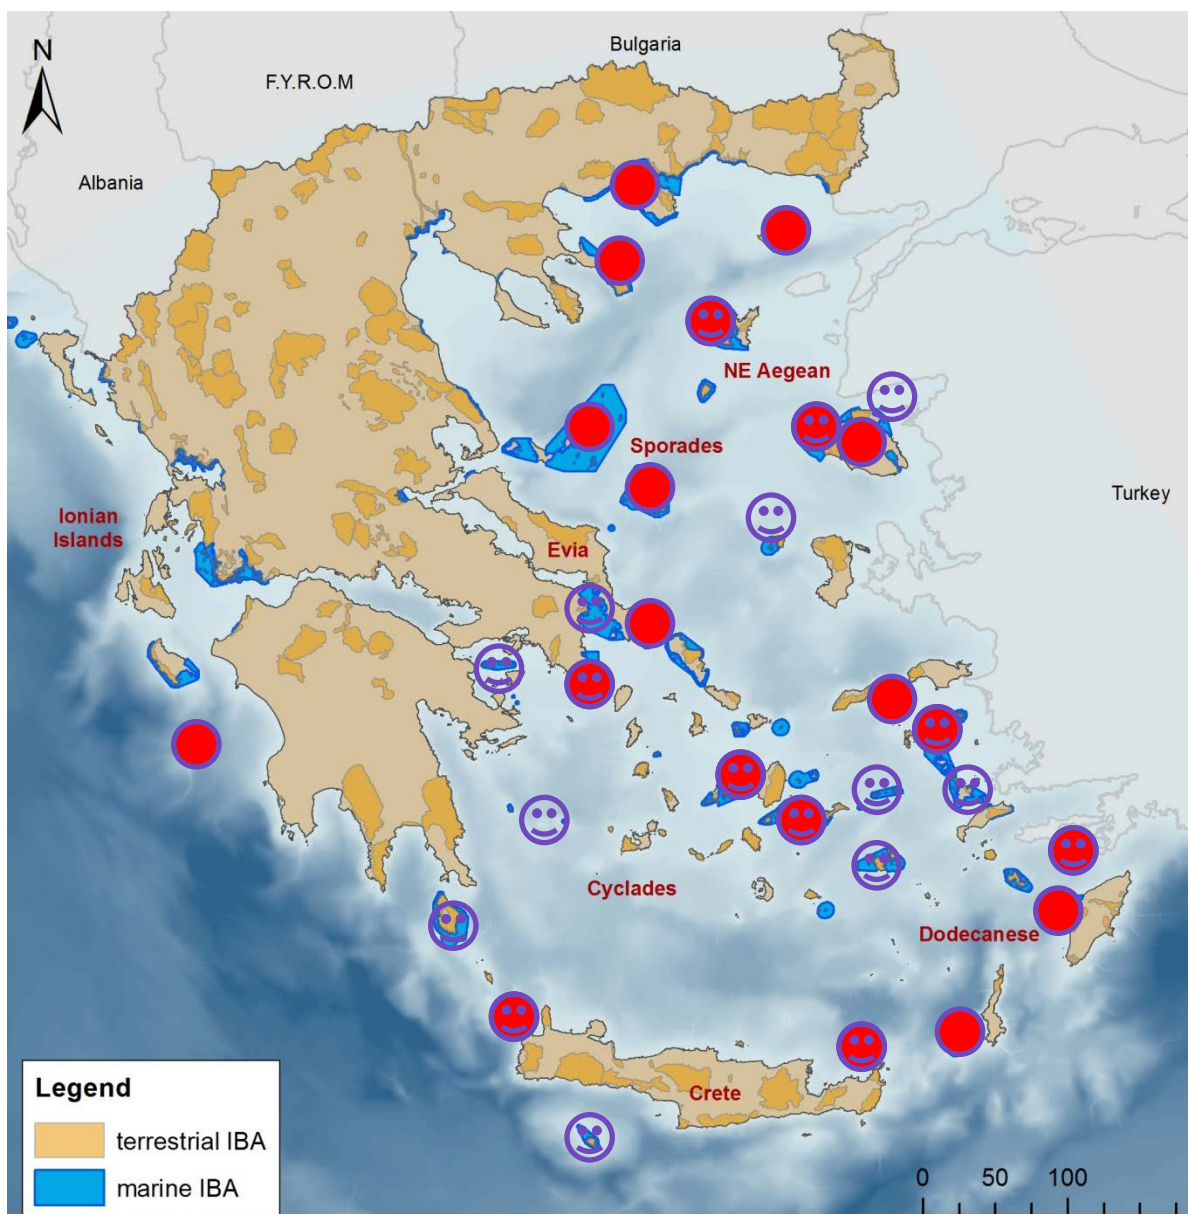 N
Bulgaria
F.Y.R.O.M
Albania
NE Aegean
Sporades
Turkey
Ionian
Islands
Evia
Cyclades
Dodecanese
Crete
Legend
terrestrial IBA
marine IBA
0 50 100